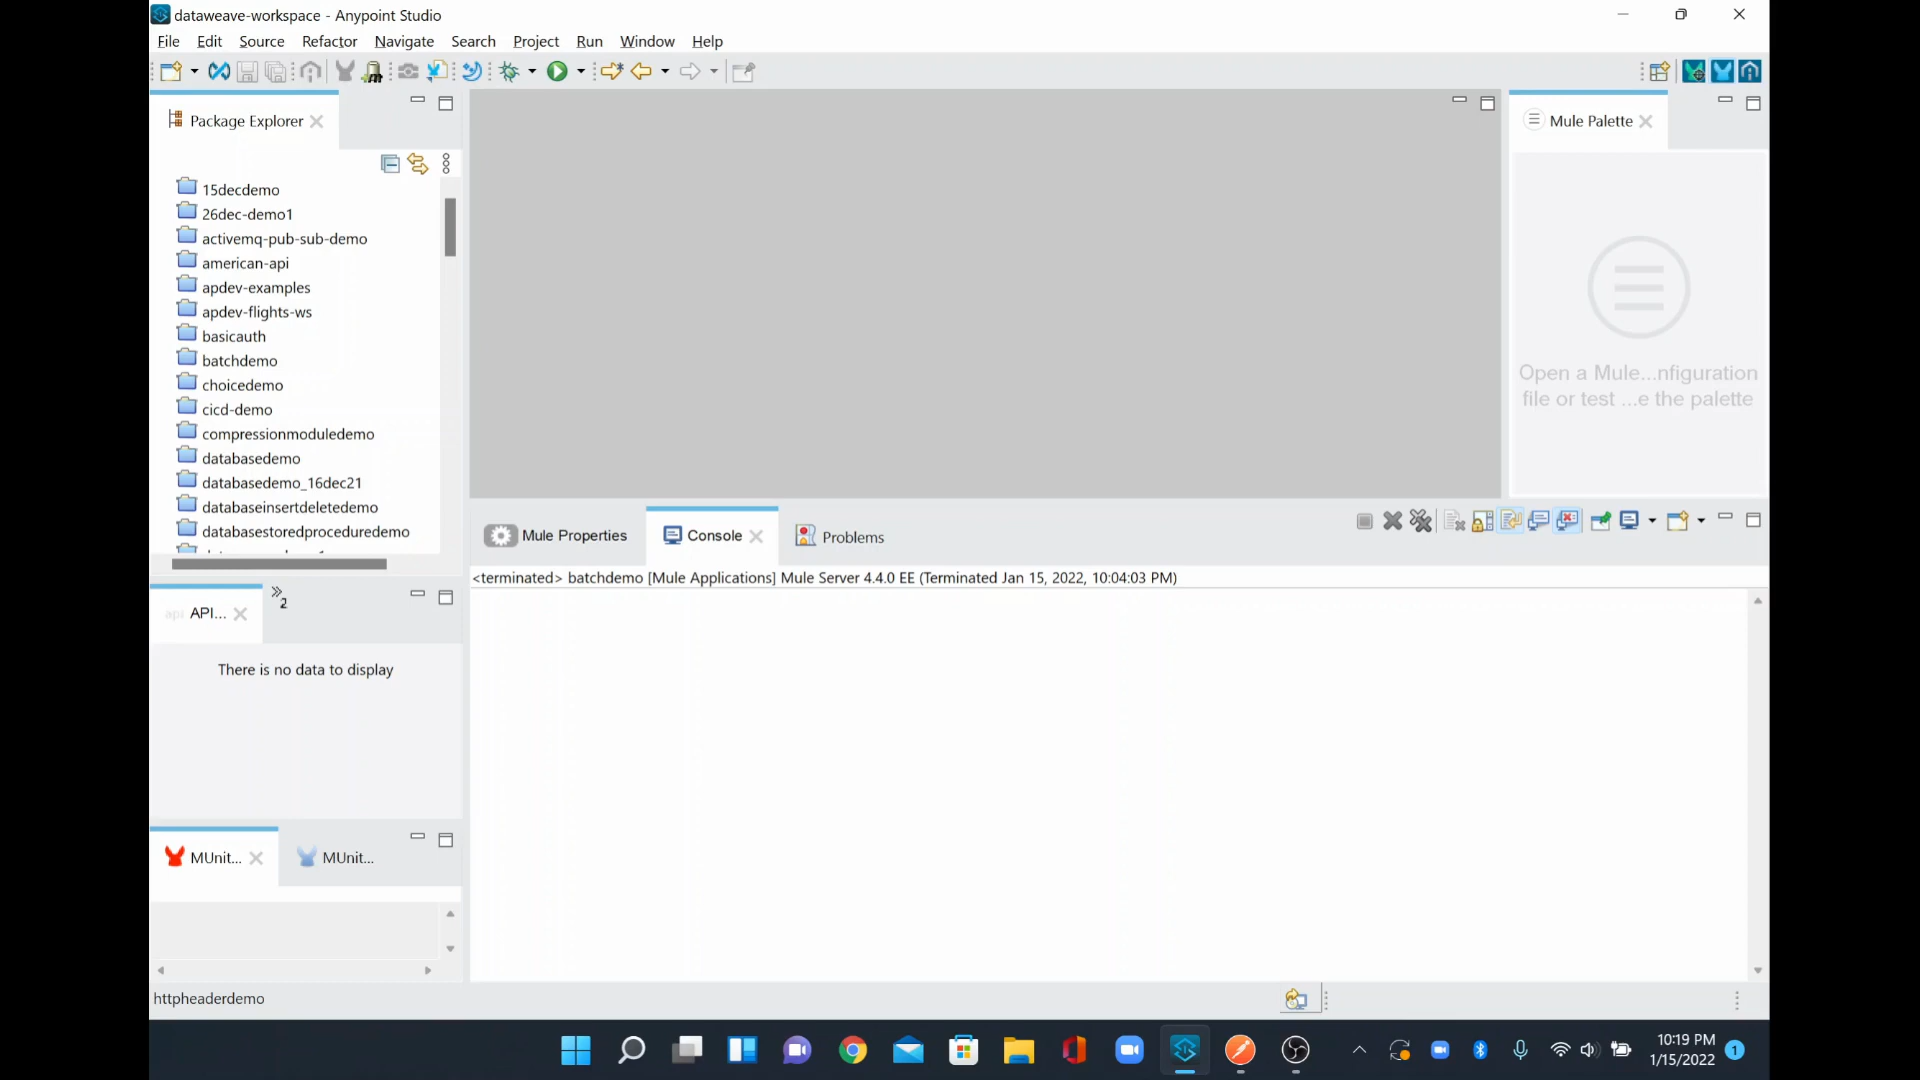 dataweave-workspace - Anypoint Studio
File Edit Source Refactor Navigate Search Project Run Window Help
Package Explorer
15decdemo
26dec-demo1
activemq-pub-sub-demo
american-api
apdev-examples
apdev-flights-ws
basicauth
batchdemo
choicedemo
cicd-demo
compressionmoduledemo
databasedemo
databasedemo_16dec21
databaseinsertdeletedemo
databasestoredproceduredemo
Mule Palette
Open a Mule...nfiguration
file or test ...e the palette
Mule Properties Console Problems
<terminated> batchdemo [Mule Applications] Mule Server 4.4.0 EE (Terminated Jan 15, 2022, 10:04:03 PM)
api API... 2
There is no data to display
MUnit... MUnit...
httpheaderdemo
10:19 PM
1/15/2022
1